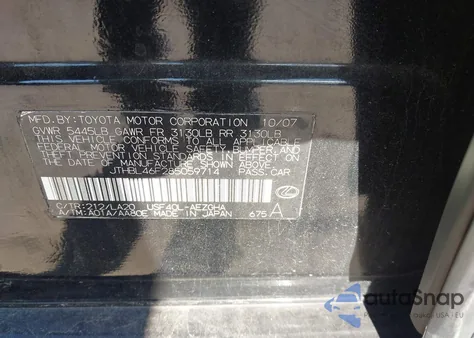 MFD.BY:TOYOTA MOTOR CORPORATION 10/07
GVWR 5445LB GAWR FR 3130LB RR 3130LB
THIS VEHICLE CONFORMS TO ALL APPLICABLE
FEDERAL MOTOR VEHICLE SAFETY, BUMPER, AND
THEFT PREVENTION STANDARDS IN EFFECT ON
THE DATE OF MANUFACTURE SHOWN ABOVE.
JTHBL46F285059714 PASS.CAR
C/TR:212/LA20 USF40L-AEZGHA
A/TM:A01A/AA80E MADE IN JAPAN 675 A
autoSnap